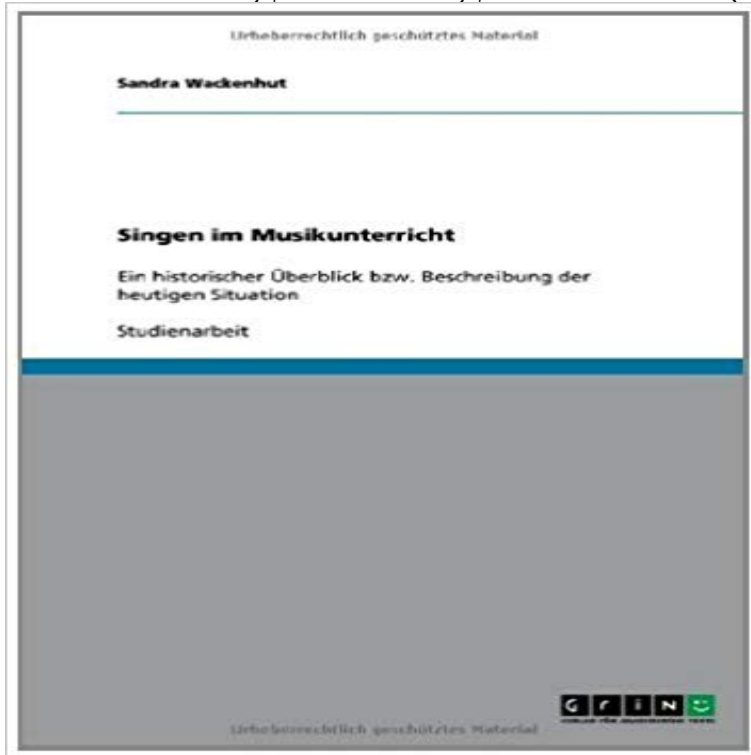 Urheberrechtlich geschütztes Material
Sandra Wackenhut
Singen im Musikunterricht
Ein historischer Überblick bzw. Beschreibung der
heutigen Situation
Studienarbeit
GRIN
Urheberrechtlich geschütztes Material